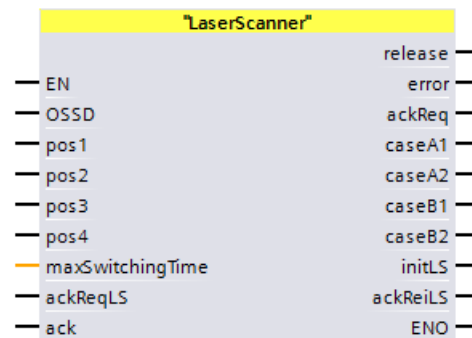 "LaserScanner"
release
EN error
OSSD ackReq
pos1 caseA1
pos2 caseA2
pos3 caseB1
pos4 caseB2
maxSwitchingTime initLS
ackReqLS ackReiLS
ack ENO